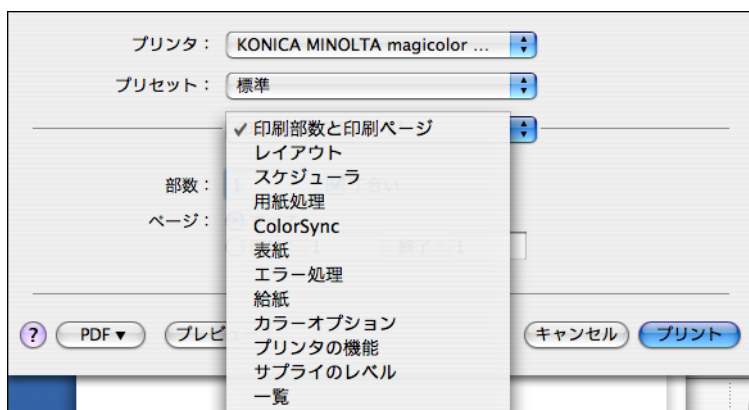 プリンタ： KONICA MINOLTA magicolor ...
プリセット： 標準
✓ 印刷部数と印刷ページ
レイアウト
スケジューラ
部数： 丁合い
用紙処理
ページ：
ColorSync
1 終了： 1
表紙
エラー処理
給紙
カラーオプション
? PDF▼ プレビ キャンセル プリント
プリンタの機能
サプライのレベル
一覧